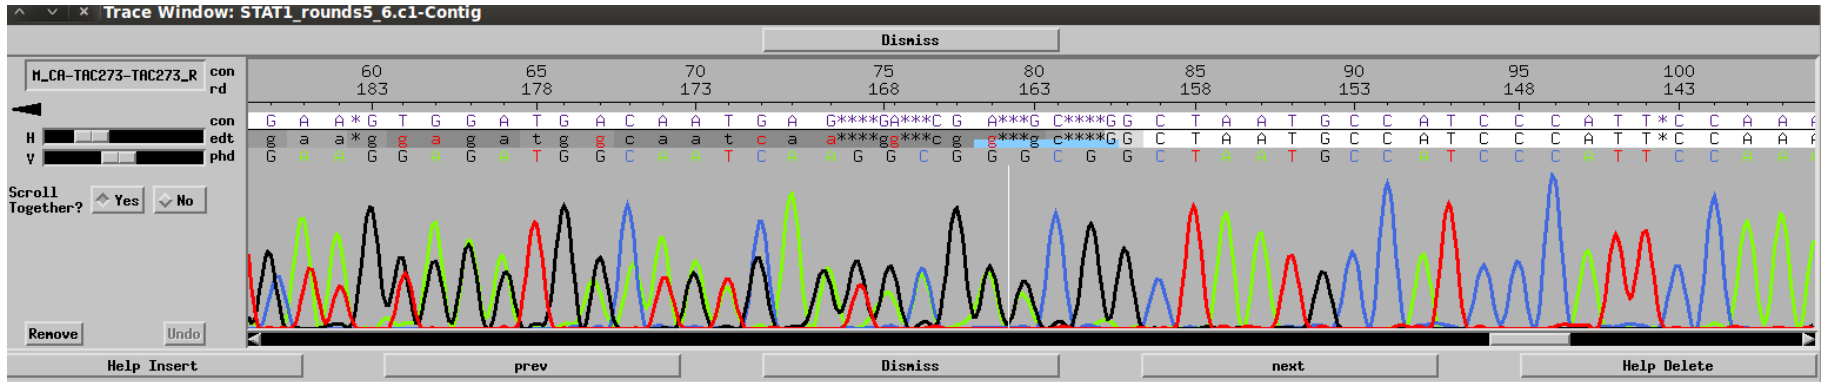 Trace Window: STAT1_rounds5_6.c1-Contig
Dismiss
M_CA-TAC273-TAC273_R
con 60 65 70 75 80 85 90 95 100
rd 183 178 173 168 163 158 153 148 143
con G A A * G T G G A T G A C A A T G A G****GA***C G A***G C****G G C T A A T G C C A T C C C A T T * C C A A A
edt g a a * g g a g a t g g c a a t c a a****gg***c g g***g c****G G C T A A T G C C A T C C C A T T * C C A A A
phd G A A G G A G A T G G C A A T C A A G G C G G G C G G C T A A T G C C A T C C C A T T C C A A A
H
V
Scroll Together? Yes No
Remove Undo
Help Insert prev Dismiss next Help Delete